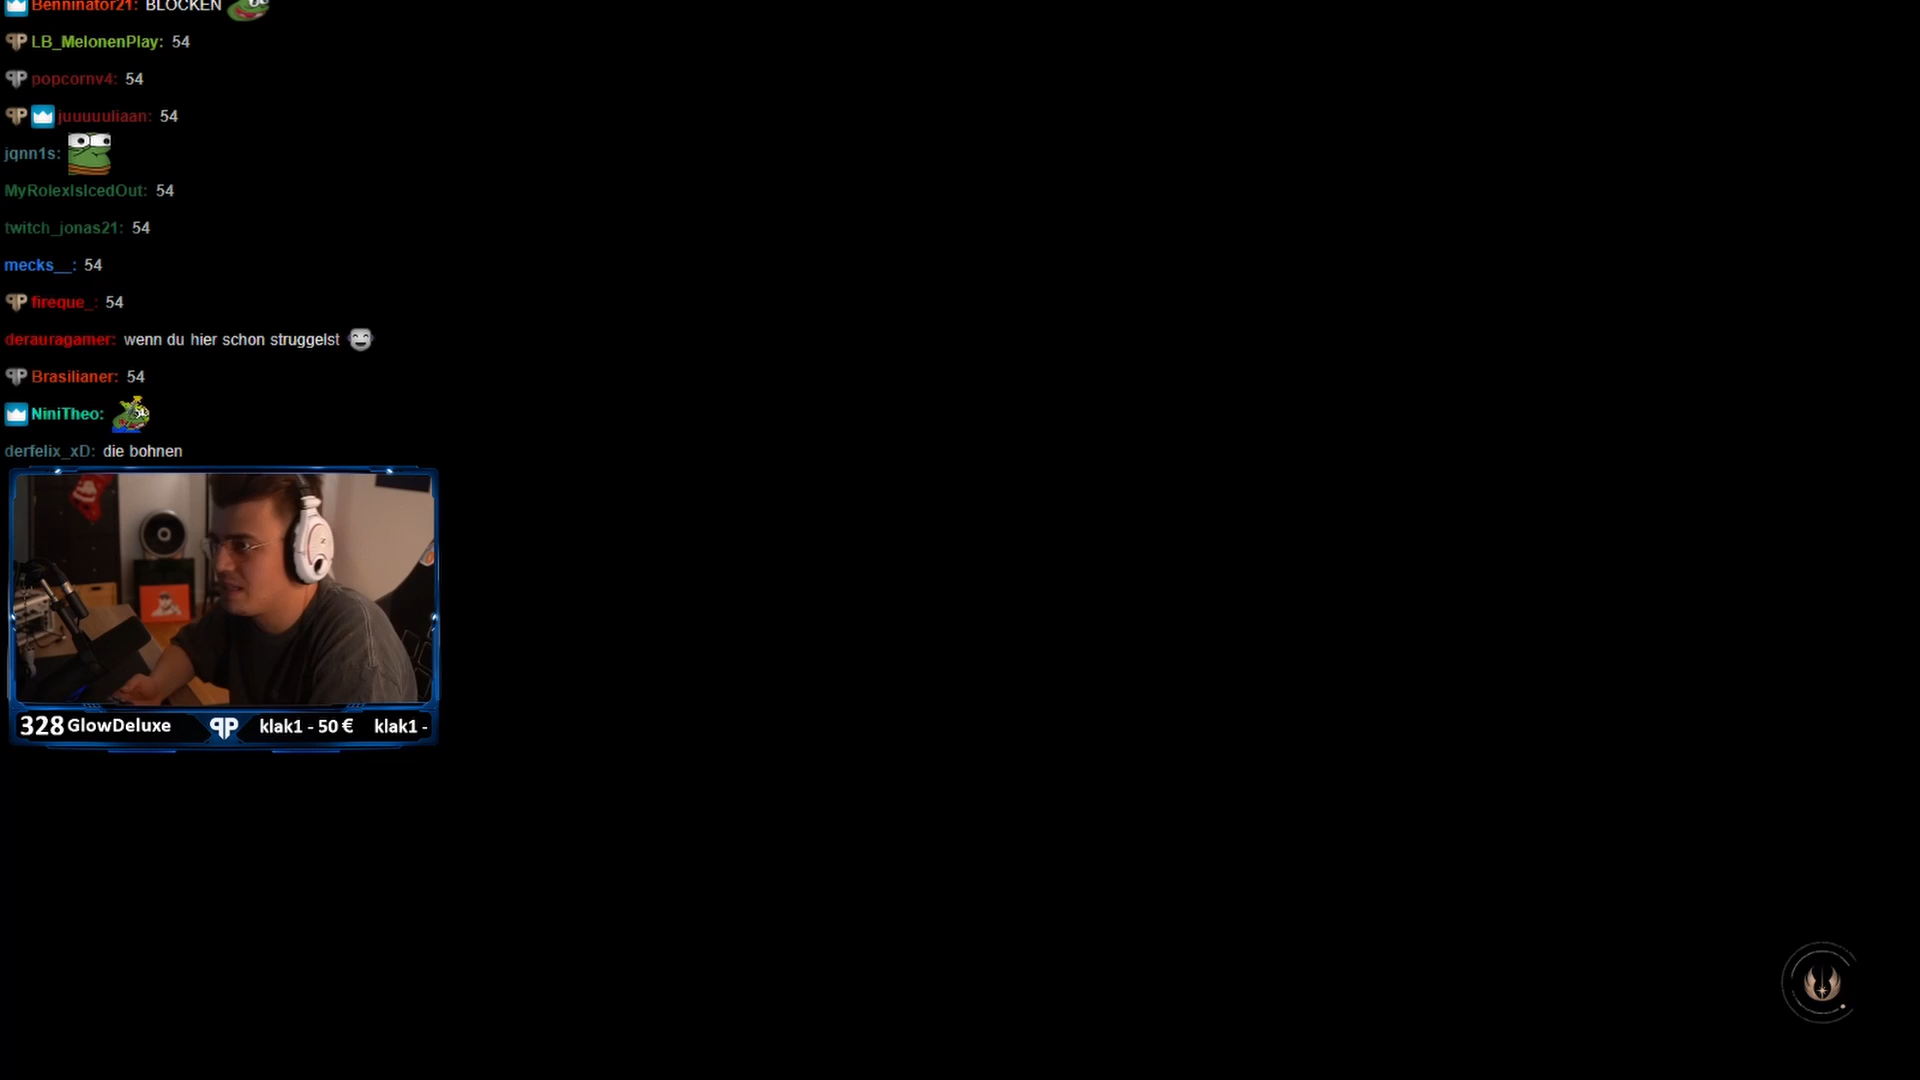 Benninator21: BLOCKEN
LB_MelonenPlay: 54
popcornv4: 54
juuuuuliaan: 54
jqnn1s:
MyRolexIsIcedOut: 54
twitch_jonas21: 54
mecks__: 54
fireque_: 54
derauragamer: wenn du hier schon struggelst
Brasilianer: 54
NiniTheo:
derfelix_xD: die bohnen
328 GlowDeluxe klak1 - 50 € klak1 -